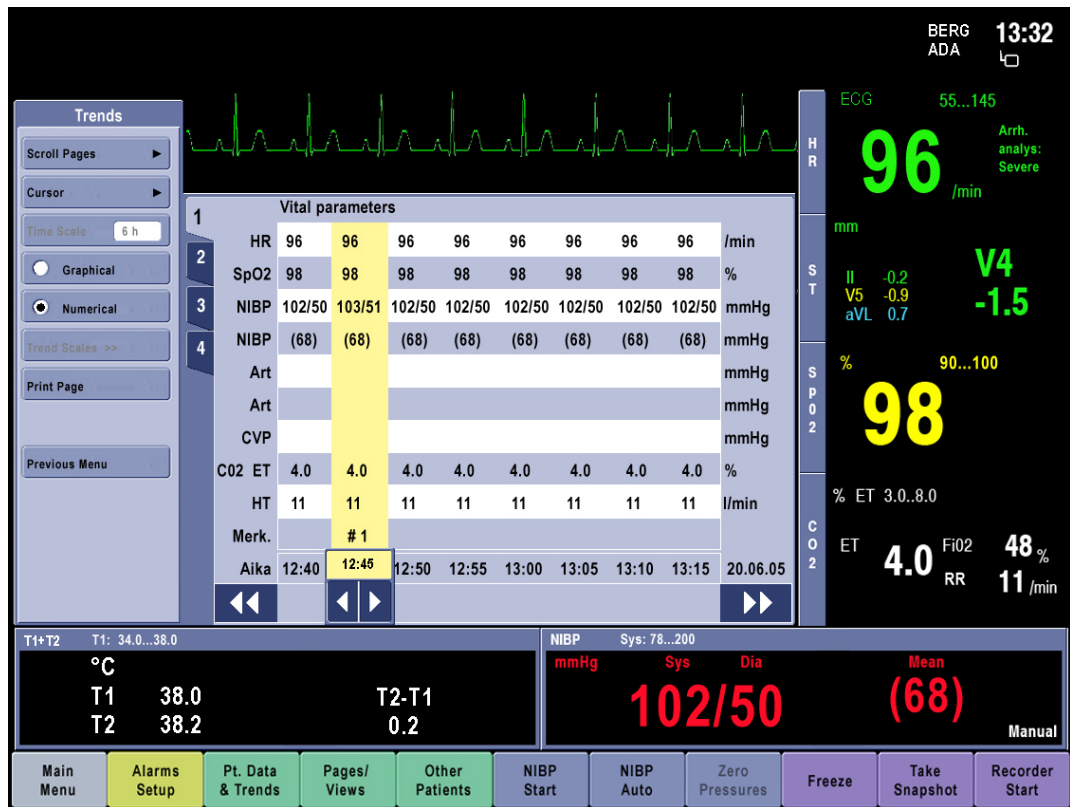 BERG 13:32
ADA
Trends
Scroll Pages
Cursor
Time Scale 6 h
Graphical
Numerical
Trend Scales >>
Print Page
Previous Menu
1
2
3
4
Vital parameters
HR 96 96 96 96 96 96 96 96 /min
SpO2 98 98 98 98 98 98 98 98 %
NIBP 102/50 103/51 102/50 102/50 102/50 102/50 102/50 102/50 mmHg
NIBP (68) (68) (68) (68) (68) (68) (68) (68) mmHg
Art mmHg
Art mmHg
CVP mmHg
C02 ET 4.0 4.0 4.0 4.0 4.0 4.0 4.0 4.0 %
HT 11 11 11 11 11 11 11 11 l/min
Merk. # 1
Aika 12:40 12:45 12:50 12:55 13:00 13:05 13:10 13:15 20.06.05
HR
ECG 55...145
96 /min
Arrh.
analys:
Severe
ST
mm
II -0.2
V5 -0.9
aVL 0.7
V4
-1.5
Sp02
% 90...100
98
CO2
% ET 3.0..8.0
ET 4.0 Fi02 48 %
RR 11 /min
T1+T2 T1: 34.0...38.0
°C
T1 38.0 T2-T1
T2 38.2 0.2
NIBP Sys: 78...200
mmHg Sys Dia Mean
102/50 (68)
Manual
Main Menu
Alarms Setup
Pt. Data & Trends
Pages/ Views
Other Patients
NIBP Start
NIBP Auto
Zero Pressures
Freeze
Take Snapshot
Recorder Start